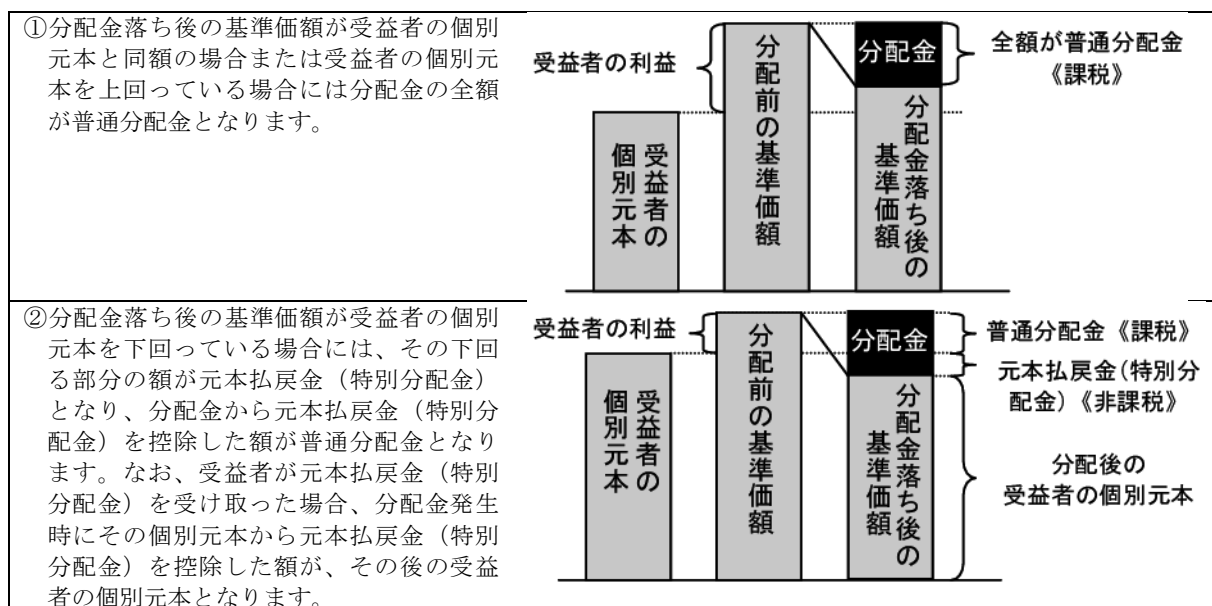 ①分配金落ち後の基準価額が受益者の個別
元本と同額の場合または受益者の個別元
本を上回っている場合には分配金の全額
が普通分配金となります。
受益者の利益
受益者の
個別元本
分配前の基準価額
分配金
分配金落ち後の
基準価額
全額が普通分配金
《課税》
②分配金落ち後の基準価額が受益者の個別
元本を下回っている場合には、その下回
る部分の額が元本払戻金（特別分配金）
となり、分配金から元本払戻金（特別分
配金）を控除した額が普通分配金となり
ます。なお、受益者が元本払戻金（特別
分配金）を受け取った場合、分配金発生
時にその個別元本から元本払戻金（特別
分配金）を控除した額が、その後の受益
者の個別元本となります。
受益者の利益
受益者の
個別元本
分配前の基準価額
分配金
分配金落ち後の
基準価額
普通分配金《課税》
元本払戻金(特別分
配金)《非課税》
分配後の
受益者の個別元本